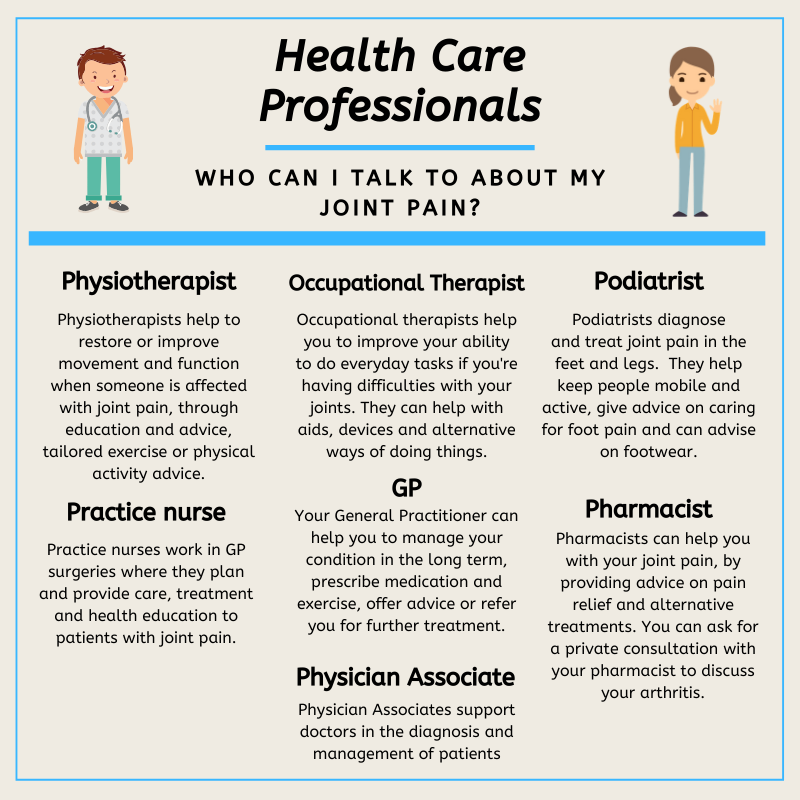 Health Care
Professionals
WHO CAN I TALK TO ABOUT MY
JOINT PAIN?
Physiotherapist
Physiotherapists help to
restore or improve
movement and function
when someone is affected
with joint pain, through
education and advice,
tailored exercise or physical
activity advice.
Practice nurse
Practice nurses work in GP
surgeries where they plan
and provide care, treatment
and health education to
patients with joint pain.
Occupational Therapist
Occupational therapists help
you to improve your ability
to do everyday tasks if you're
having difficulties with your
joints. They can help with
aids, devices and alternative
ways of doing things.
GP
Your General Practitioner can
help you to manage your
condition in the long term,
prescribe medication and
exercise, offer advice or refer
you for further treatment.
Physician Associate
Physician Associates support
doctors in the diagnosis and
management of patients
Podiatrist
Podiatrists diagnose
and treat joint pain in the
feet and legs. They help
keep people mobile and
active, give advice on caring
for foot pain and can advise
on footwear.
Pharmacist
Pharmacists can help you
with your joint pain, by
providing advice on pain
relief and alternative
treatments. You can ask for
a private consultation with
your pharmacist to discuss
your arthritis.